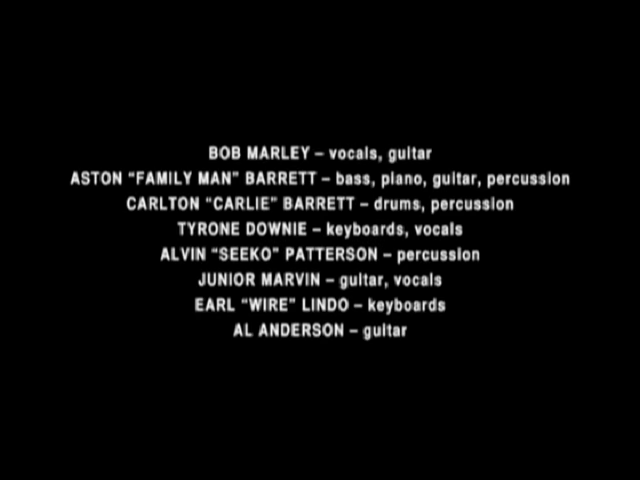 BOB MARLEY – vocals, guitar
ASTON “FAMILY MAN” BARRETT – bass, piano, guitar, percussion
CARLTON “CARLIE” BARRETT – drums, percussion
TYRONE DOWNIE – keyboards, vocals
ALVIN “SEEKO” PATTERSON – percussion
JUNIOR MARVIN – guitar, vocals
EARL “WIRE” LINDO – keyboards
AL ANDERSON – guitar